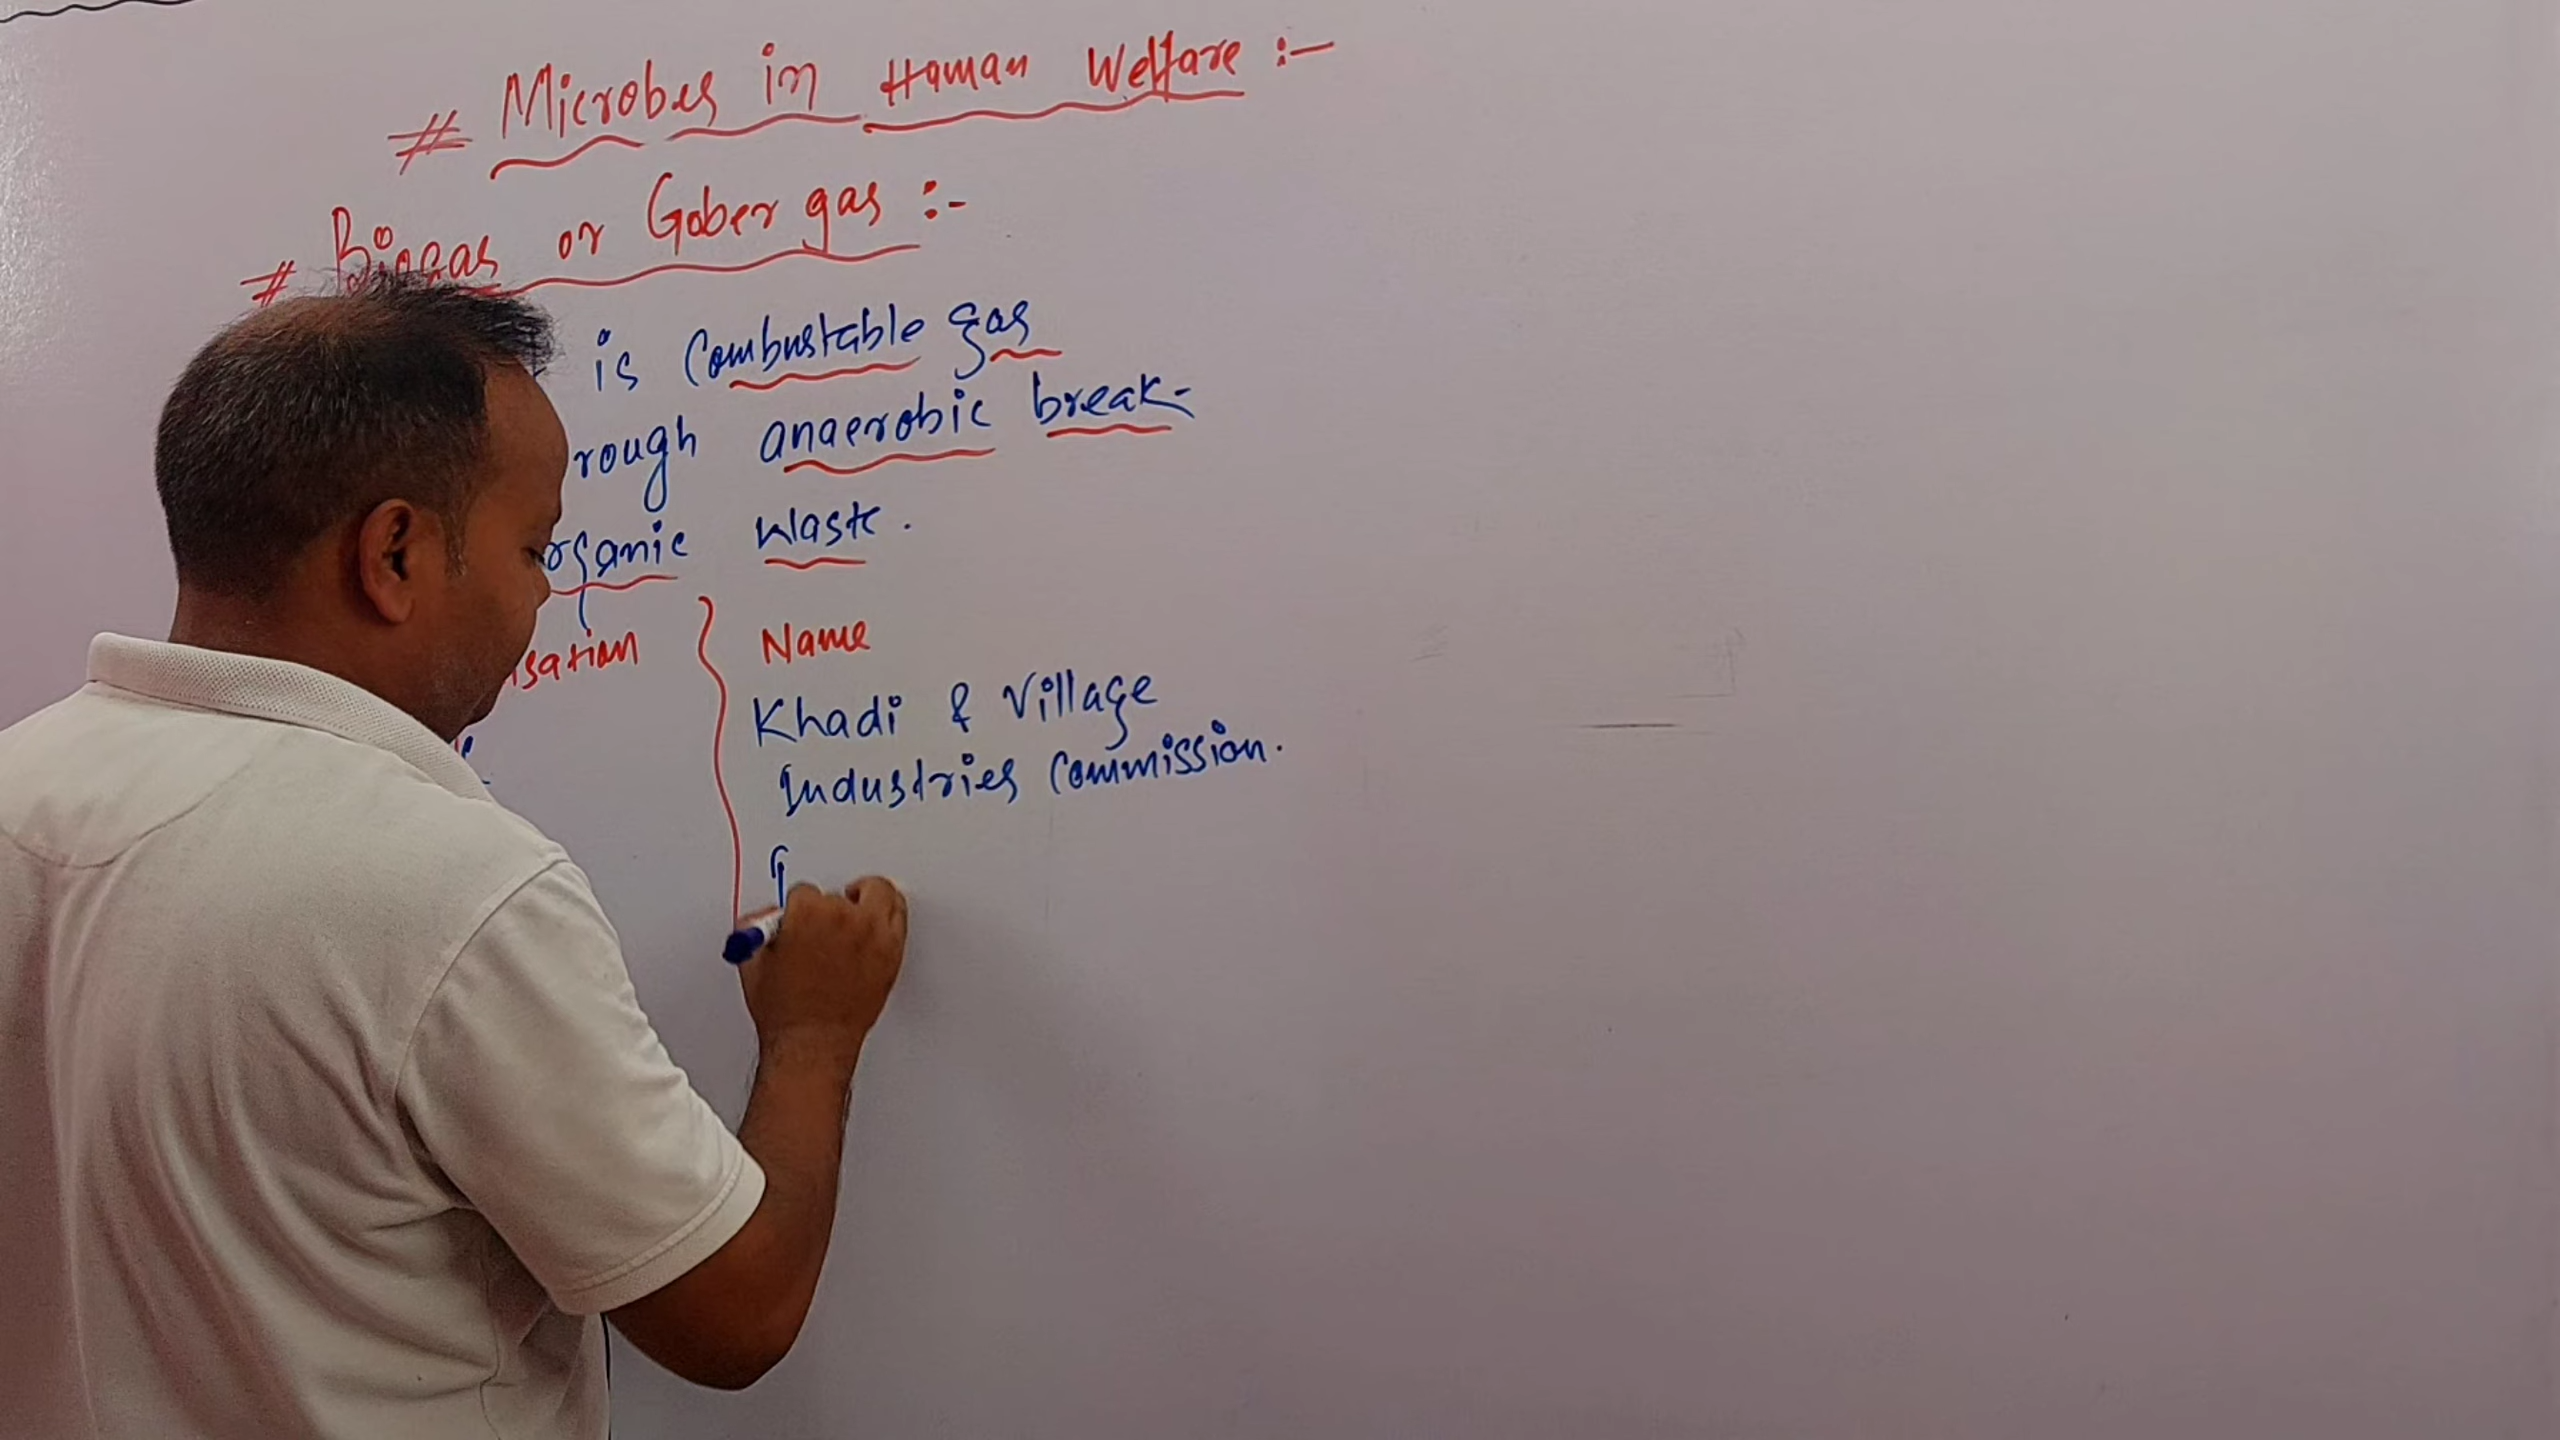 # Microbes in Human Welfare :-
# Biogas or Gober gas :-
is Combustable gas
rough anaerobic break-
organic waste.
isation
Name
Khadi & Village
Industries Commission.